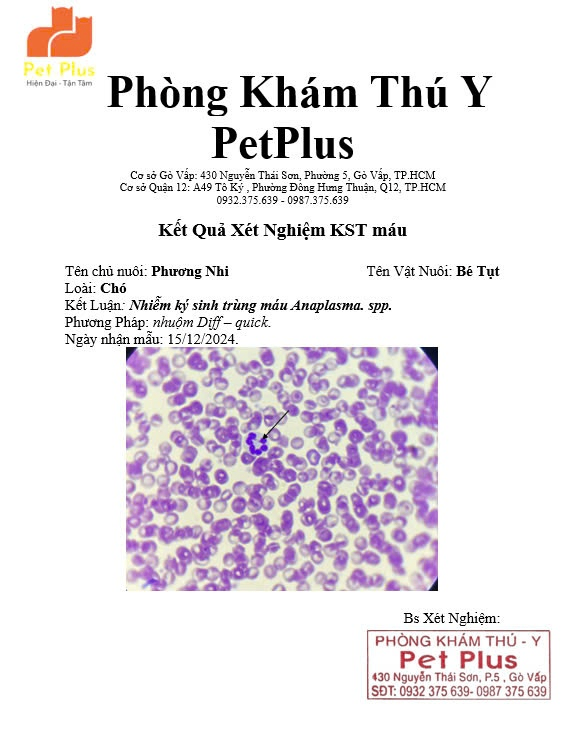 Pet Plus
Hiện Đại - Tận Tâm
Phòng Khám Thú Y
PetPlus
Cơ sở Gò Vấp: 430 Nguyễn Thái Sơn, Phường 5, Gò Vấp, TP.HCM
Cơ sở Quận 12: A49 Tô Ký , Phường Đông Hưng Thuận, Q12, TP.HCM
0932.375.639 - 0987.375.639
Kết Quả Xét Nghiệm KST máu
Tên chủ nuôi: Phương Nhi Tên Vật Nuôi: Bé Tụt
Loài: Chó
Kết Luận: Nhiễm ký sinh trùng máu Anaplasma. spp.
Phương Pháp: nhuộm Diff – quick.
Ngày nhận mẫu: 15/12/2024.
Bs Xét Nghiệm:
PHÒNG KHÁM THÚ - Y
Pet Plus
430 Nguyễn Thái Sơn, P.5 , Gò Vấp
SĐT: 0932 375 639- 0987 375 639